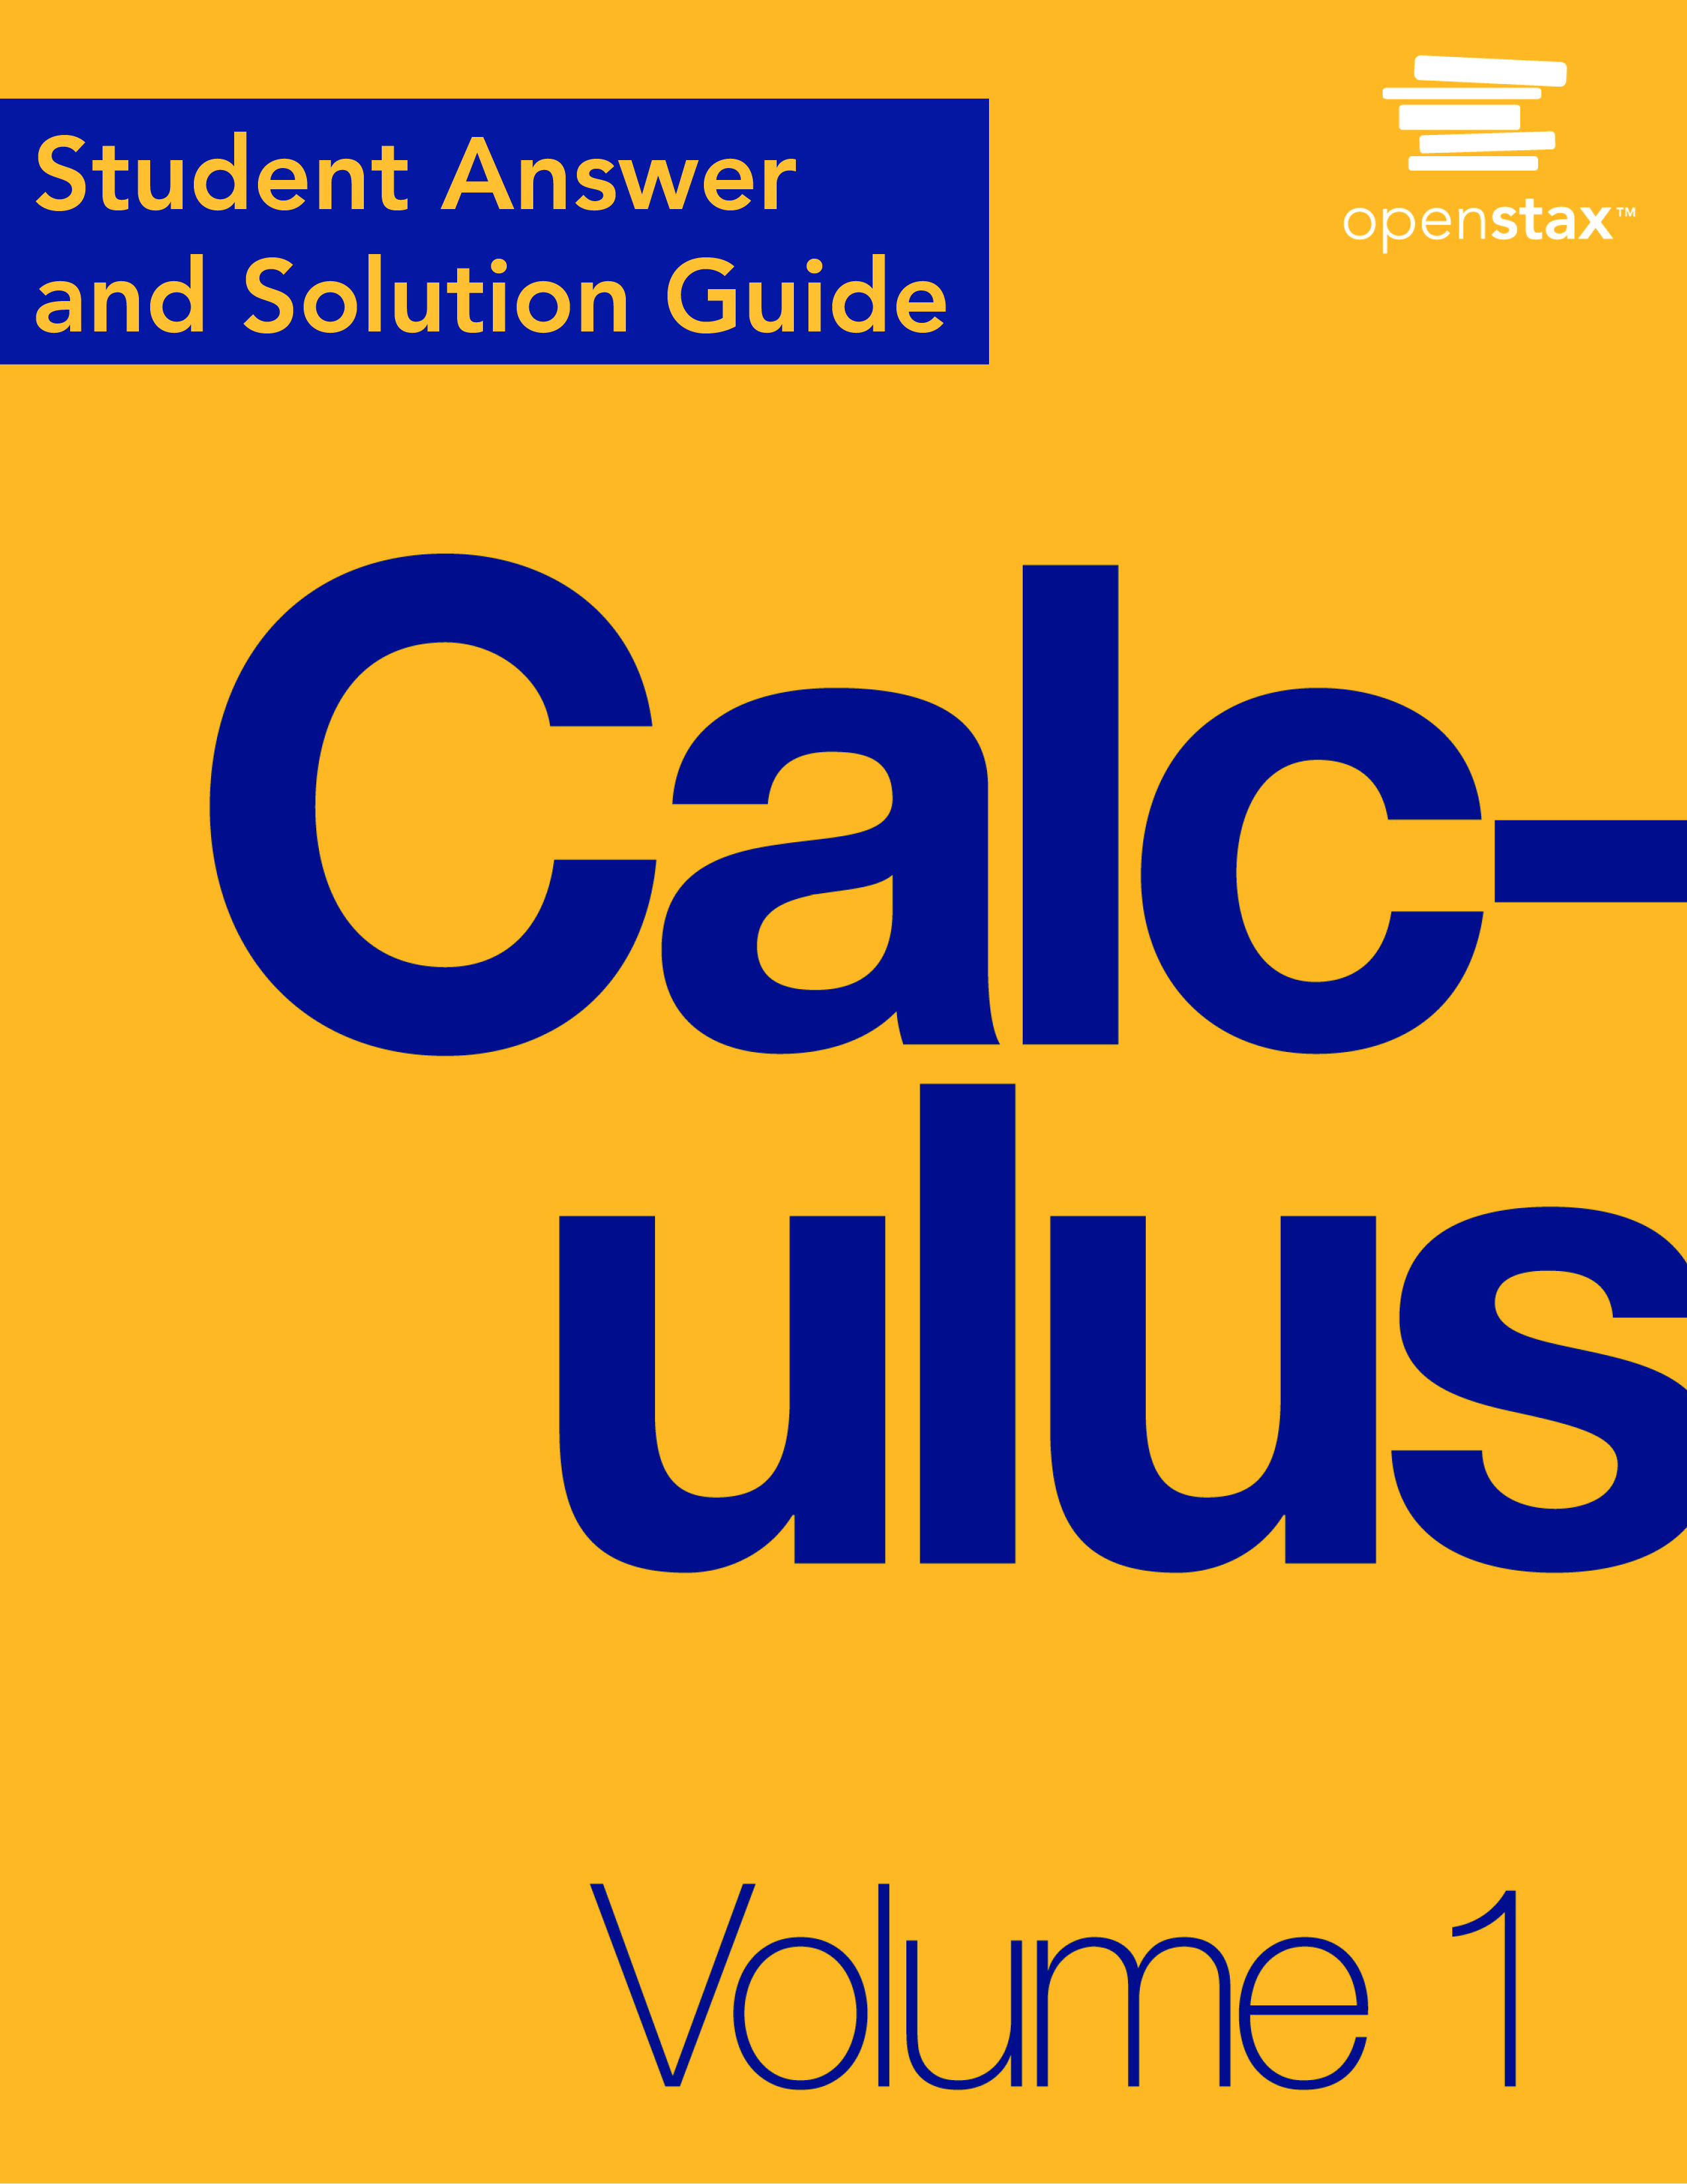 Student Answer
and Solution Guide
openstax™
Calc-
ulus
Volume 1